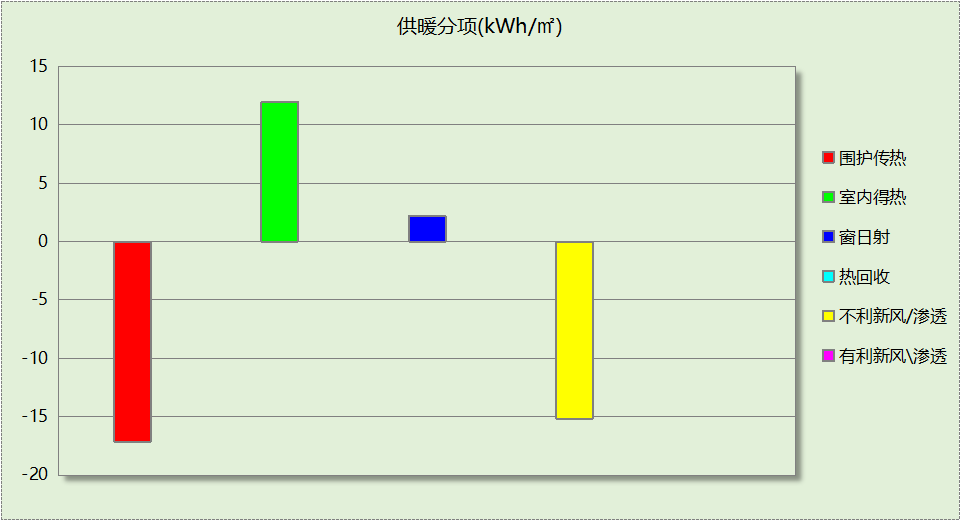 供暖分项(kWh/㎡)
15
10
5
0
-5
-10
-15
-20
围护传热
室内得热
窗日射
热回收
不利新风/渗透
有利新风\渗透